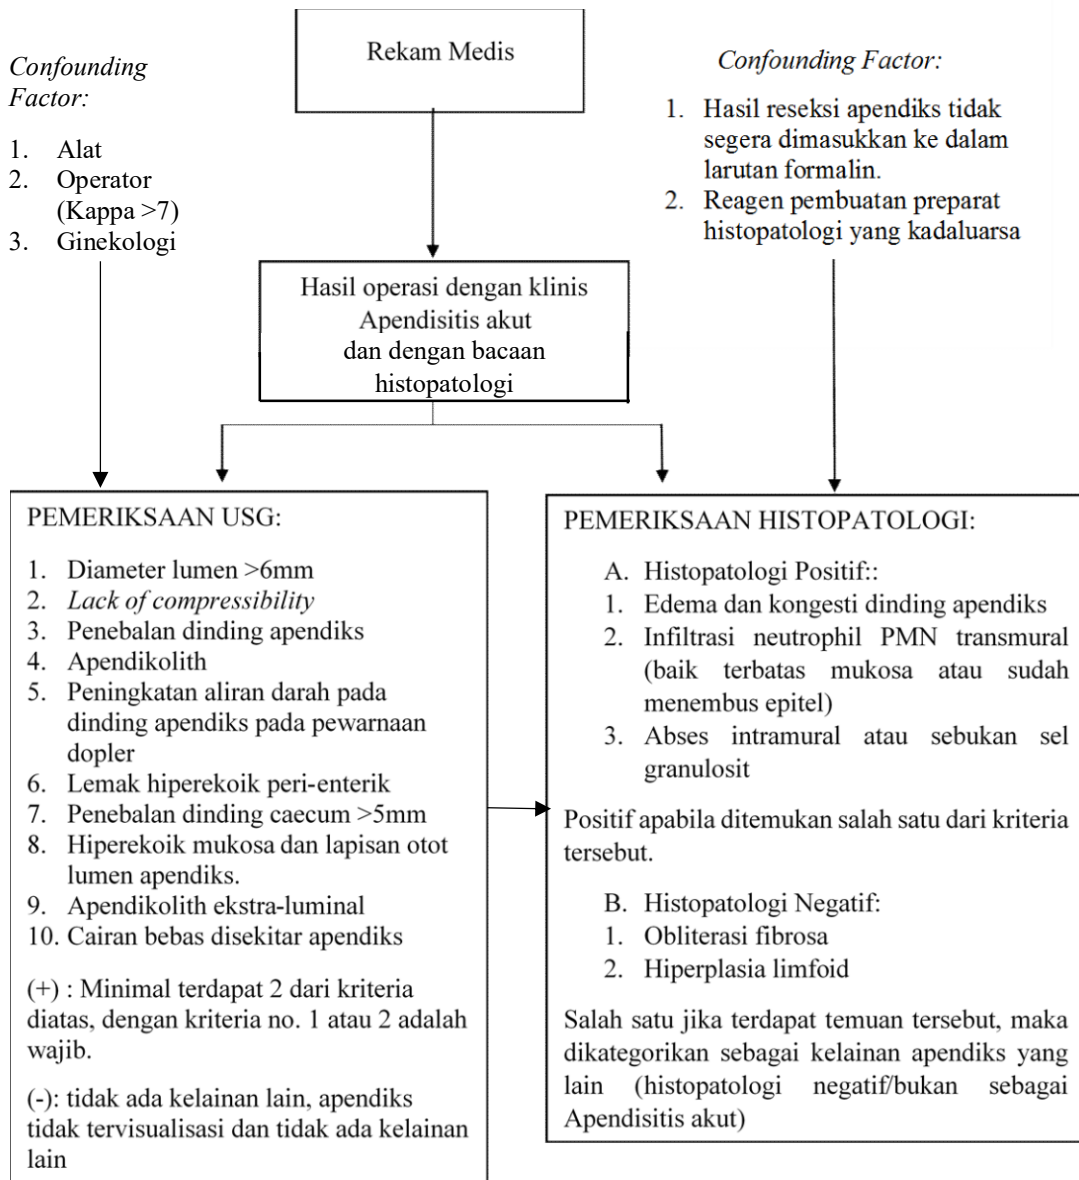 Rekam Medis
Confounding
Factor:
1. Alat
2. Operator
(Kappa >7)
3. Ginekologi
Confounding Factor:
1. Hasil reseksi apendiks tidak
segera dimasukkan ke dalam
larutan formalin.
2. Reagen pembuatan preparat
histopatologi yang kadaluarsa
Hasil operasi dengan klinis
Apendisitis akut
dan dengan bacaan
histopatologi
PEMERIKSAAN USG:
1. Diameter lumen >6mm
2. Lack of compressibility
3. Penebalan dinding apendiks
4. Apendikolith
5. Peningkatan aliran darah pada
dinding apendiks pada pewarnaan
dopler
6. Lemak hiperekoik peri-enterik
7. Penebalan dinding caecum >5mm
8. Hiperekoik mukosa dan lapisan otot
lumen apendiks.
9. Apendikolith ekstra-luminal
10. Cairan bebas disekitar apendiks
(+) : Minimal terdapat 2 dari kriteria
diatas, dengan kriteria no. 1 atau 2 adalah
wajib.
(-): tidak ada kelainan lain, apendiks
tidak tervisualisasi dan tidak ada kelainan
lain
PEMERIKSAAN HISTOPATOLOGI:
A. Histopatologi Positif::
1. Edema dan kongesti dinding apendiks
2. Infiltrasi neutrophil PMN transmural
(baik terbatas mukosa atau sudah
menembus epitel)
3. Abses intramural atau sebukan sel
granulosit
Positif apabila ditemukan salah satu dari kriteria
tersebut.
B. Histopatologi Negatif:
1. Obliterasi fibrosa
2. Hiperplasia limfoid
Salah satu jika terdapat temuan tersebut, maka
dikategorikan sebagai kelainan apendiks yang
lain (histopatologi negatif/bukan sebagai
Apendisitis akut)